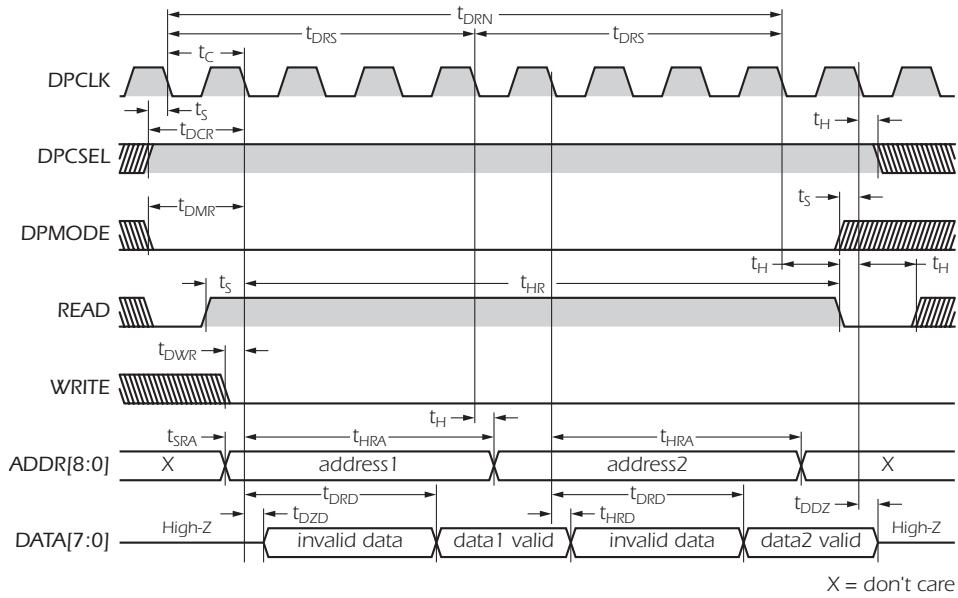 tDRN
tDRS tDRS
tC
DPCLK
tS tH
tDCR
DPCSEL
tDMR tS
DPMODE
tH tH
tS tHR
READ
tDWR
WRITE
tH
tSRA tHRA tHRA
ADDR[8:0] X address1 address2 X
tDRD tDRD
tDZD tHRD tDDZ
DATA[7:0] High-Z invalid data data1 valid invalid data data2 valid High-Z
X = don't care